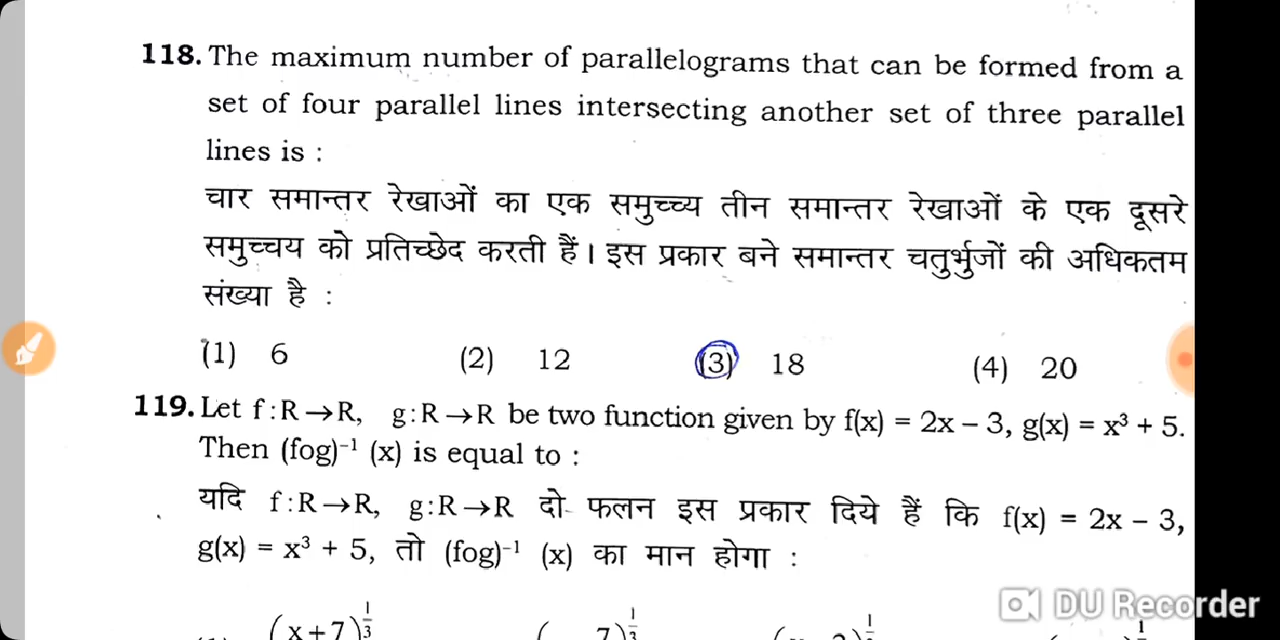 118. The maximum number of parallelograms that can be formed from a
set of four parallel lines intersecting another set of three parallel
lines is :
चार समान्तर रेखाओं का एक समुच्च्य तीन समान्तर रेखाओं के एक दूसरे
समुच्चय को प्रतिच्छेद करती हैं। इस प्रकार बने समान्तर चतुर्भुजों की अधिकतम
संख्या है :
(1) 6 (2) 12 (3) 18 (4) 20
119. Let f : R → R, g : R → R be two function given by f(x) = 2x − 3, g(x) = x³ + 5.
Then (fog)⁻¹ (x) is equal to :
यदि f : R → R, g : R → R दो फलन इस प्रकार दिये हैं कि f(x) = 2x − 3,
g(x) = x³ + 5, तो (fog)⁻¹ (x) का मान होगा :
(x+7)^1/3
DU Recorder